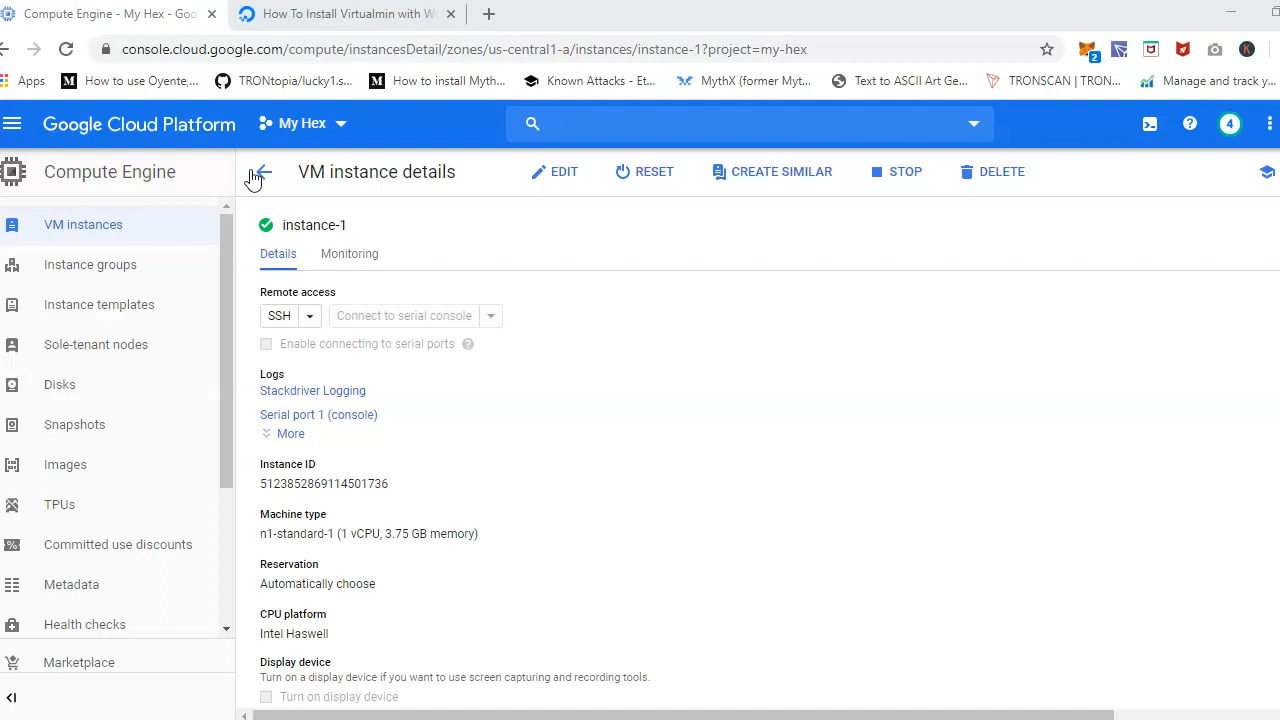 Compute Engine - My Hex - Goo
How To Install Virtualmin with W
console.cloud.google.com/compute/instancesDetail/zones/us-central1-a/instances/instance-1?project=my-hex
2
K
Apps
How to use Oyente,...
TRONtopia/lucky1.s...
How to install Myth...
Known Attacks - Et...
MythX (former Myt...
Text to ASCII Art Ge...
TRONSCAN | TRON...
Manage and track y...
Google Cloud Platform
My Hex
4
Compute Engine
VM instance details
EDIT
RESET
CREATE SIMILAR
STOP
DELETE
VM instances
Instance groups
Instance templates
Sole-tenant nodes
Disks
Snapshots
Images
TPUs
Committed use discounts
Metadata
Health checks
Marketplace
instance-1
Details
Monitoring
Remote access
SSH
Connect to serial console
Enable connecting to serial ports
Logs
Stackdriver Logging
Serial port 1 (console)
More
Instance ID
5123852869114501736
Machine type
n1-standard-1 (1 vCPU, 3.75 GB memory)
Reservation
Automatically choose
CPU platform
Intel Haswell
Display device
Turn on a display device if you want to use screen capturing and recording tools.
Turn on display device